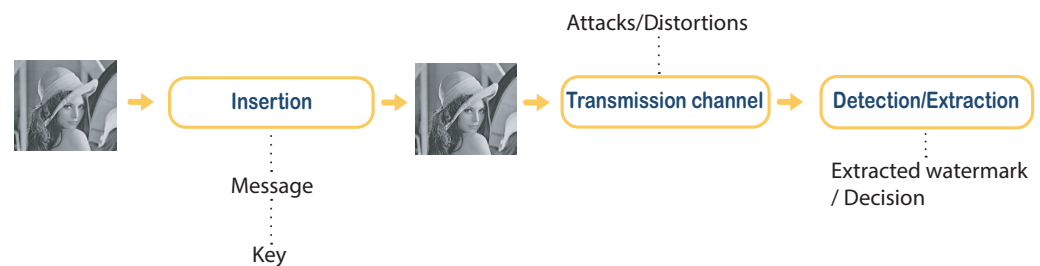 Attacks/Distortions
Insertion
Transmission channel
Detection/Extraction
Message
Extracted watermark
/ Decision
Key